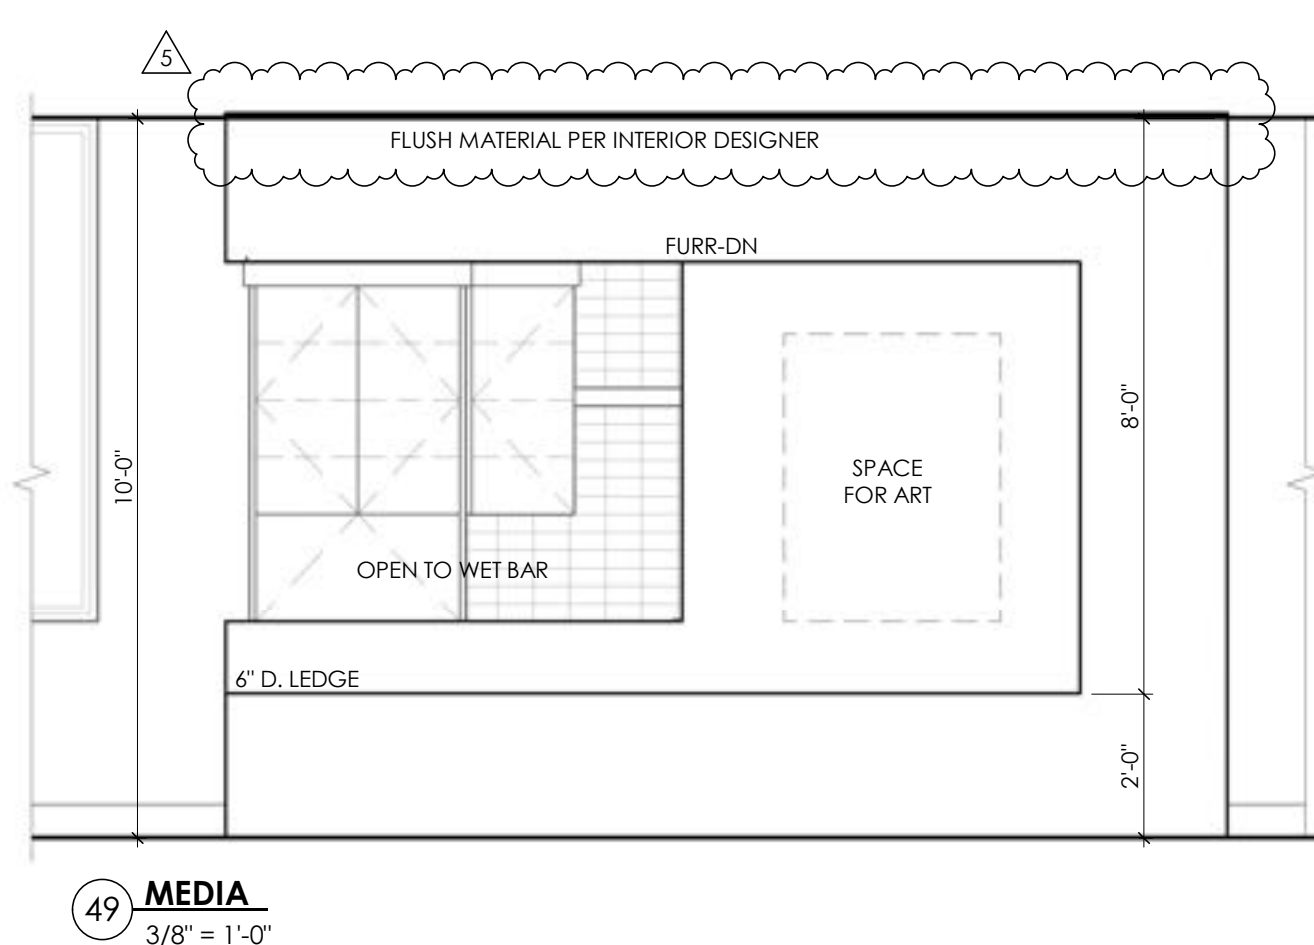 5
FLUSH MATERIAL PER INTERIOR DESIGNER
FURR-DN
10'-0"
8'-0"
SPACE
FOR ART
OPEN TO WET BAR
6" D. LEDGE
2'-0"
49 MEDIA
3/8" = 1'-0"